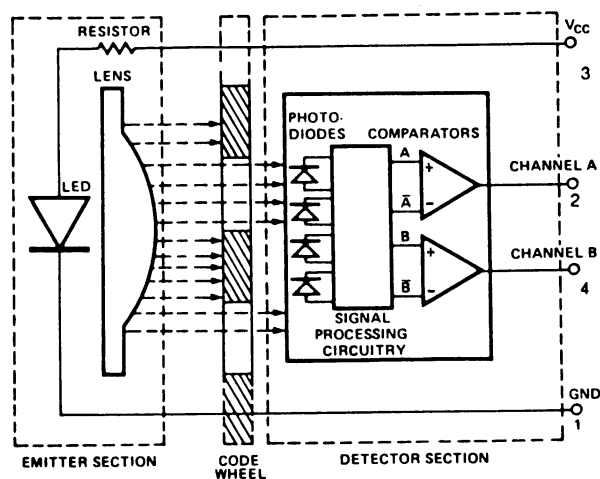 RESISTOR
V_CC
3
LENS
LED
PHOTO-
DIODES
COMPARATORS
A
+
CHANNEL A
2
A̅
−
B
+
CHANNEL B
4
B̅
−
SIGNAL
PROCESSING
CIRCUITRY
GND
1
EMITTER SECTION
CODE
WHEEL
DETECTOR SECTION